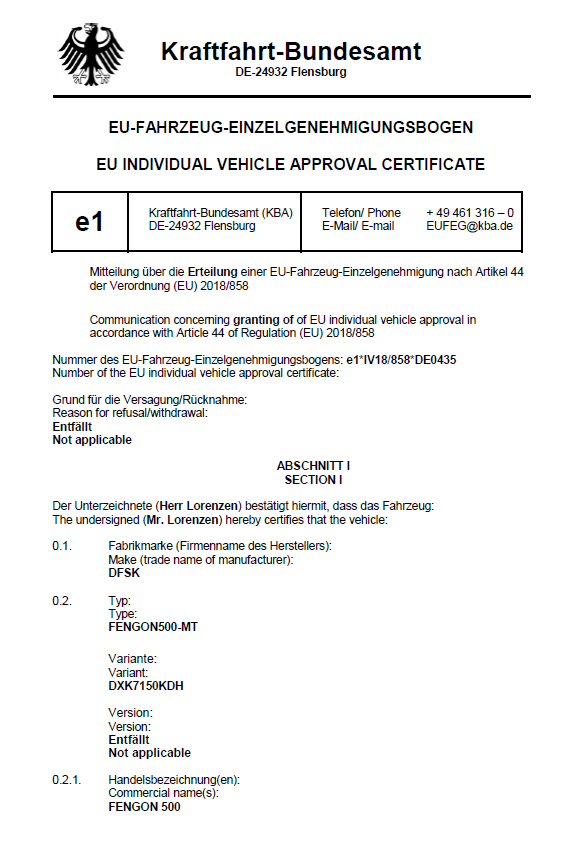 Kraftfahrt-Bundesamt
DE-24932 Flensburg
EU-FAHRZEUG-EINZELGENEHMIGUNGSBOGEN
EU INDIVIDUAL VEHICLE APPROVAL CERTIFICATE
e1
Kraftfahrt-Bundesamt (KBA)
DE-24932 Flensburg
Telefon/ Phone + 49 461 316 – 0
E-Mail/ E-mail EUFEG@kba.de
Mitteilung über die Erteilung einer EU-Fahrzeug-Einzelgenehmigung nach Artikel 44
der Verordnung (EU) 2018/858
Communication concerning granting of of EU individual vehicle approval in
accordance with Article 44 of Regulation (EU) 2018/858
Nummer des EU-Fahrzeug-Einzelgenehmigungsbogens: e1*IV18/858*DE0435
Number of the EU individual vehicle approval certificate:
Grund für die Versagung/Rücknahme:
Reason for refusal/withdrawal:
Entfällt
Not applicable
ABSCHNITT I
SECTION I
Der Unterzeichnete (Herr Lorenzen) bestätigt hiermit, dass das Fahrzeug:
The undersigned (Mr. Lorenzen) hereby certifies that the vehicle:
0.1. Fabrikmarke (Firmenname des Herstellers):
Make (trade name of manufacturer):
DFSK
0.2. Typ:
Type:
FENGON500-MT
Variante:
Variant:
DXK7150KDH
Version:
Version:
Entfällt
Not applicable
0.2.1. Handelsbezeichnung(en):
Commercial name(s):
FENGON 500